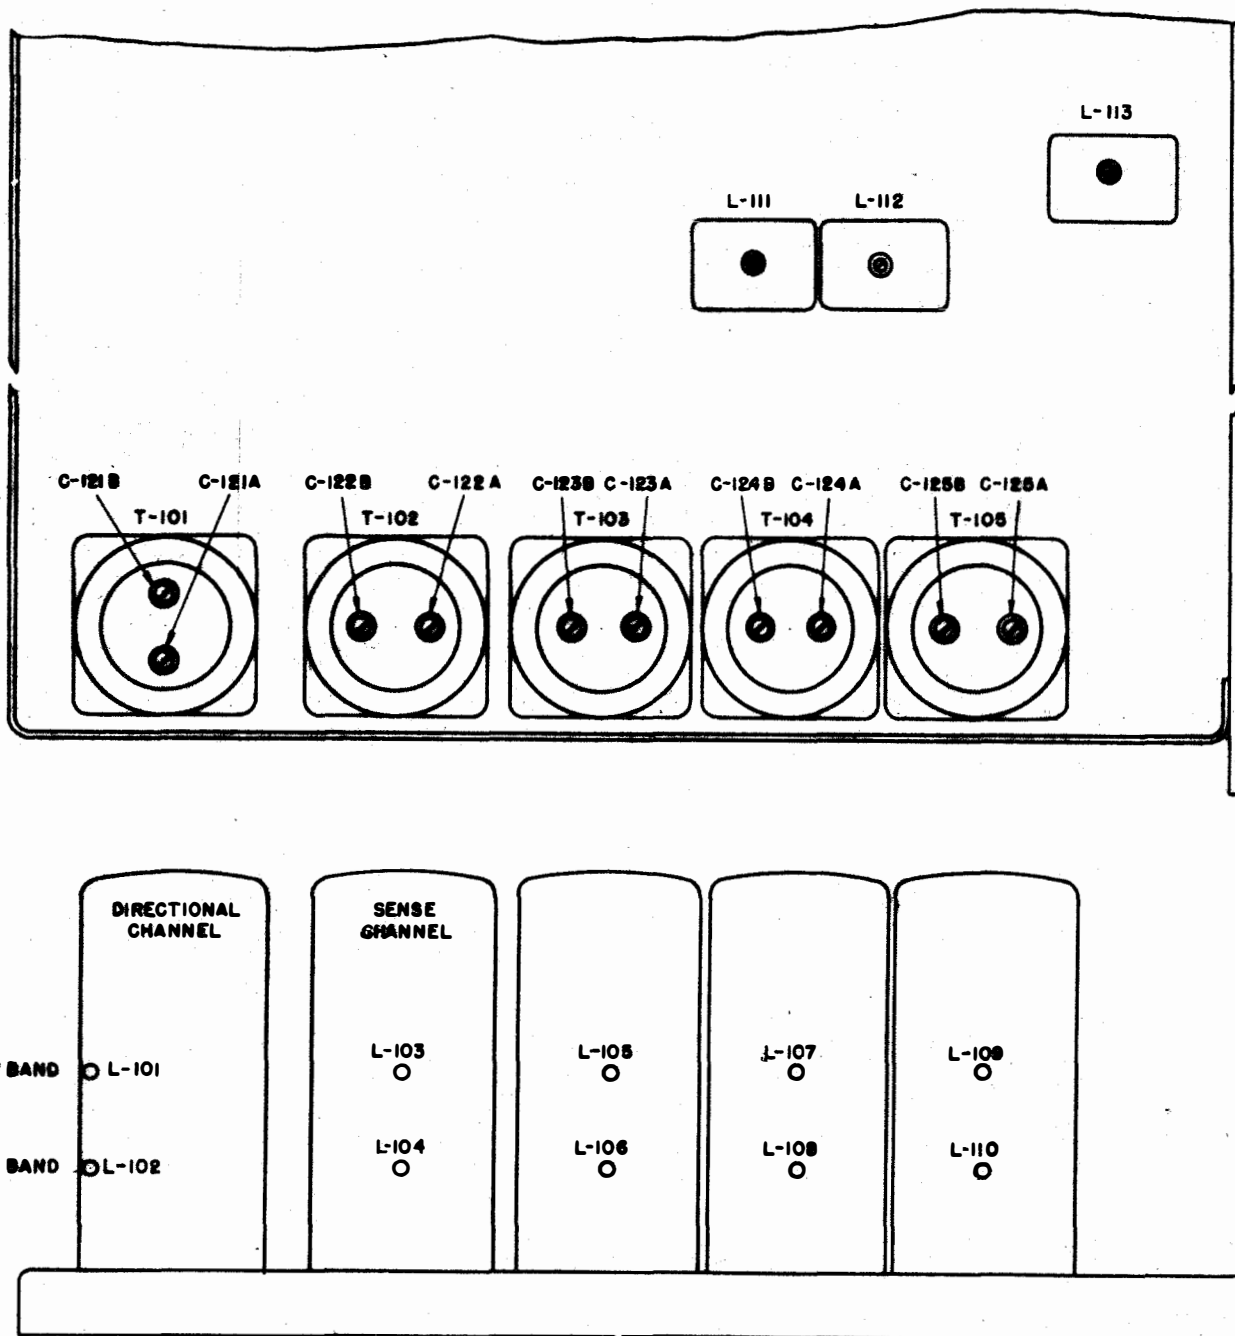 L-113
L-111 L-112
C-121B C-121A C-122B C-122A C-123B C-123A C-124B C-124A C-125B C-125A
T-101 T-102 T-103 T-104 T-105
DIRECTIONAL
CHANNEL
SENSE
CHANNEL
L-103 L-105 L-107 L-109
BAND L-101
L-104 L-106 L-108 L-110
BAND L-102